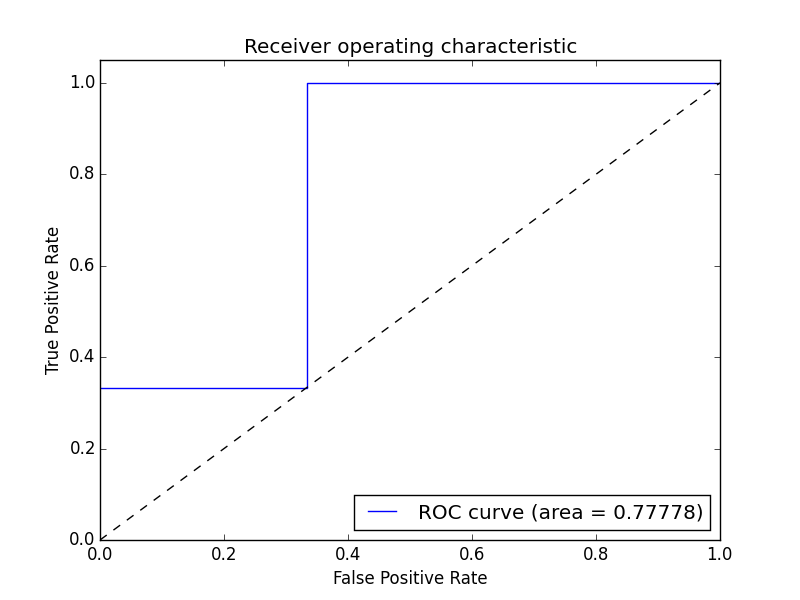 Receiver operating characteristic
1.0
0.8
0.6
0.4
0.2
0.0
True Positive Rate
ROC curve (area = 0.77778)
0.0 0.2 0.4 0.6 0.8 1.0
False Positive Rate